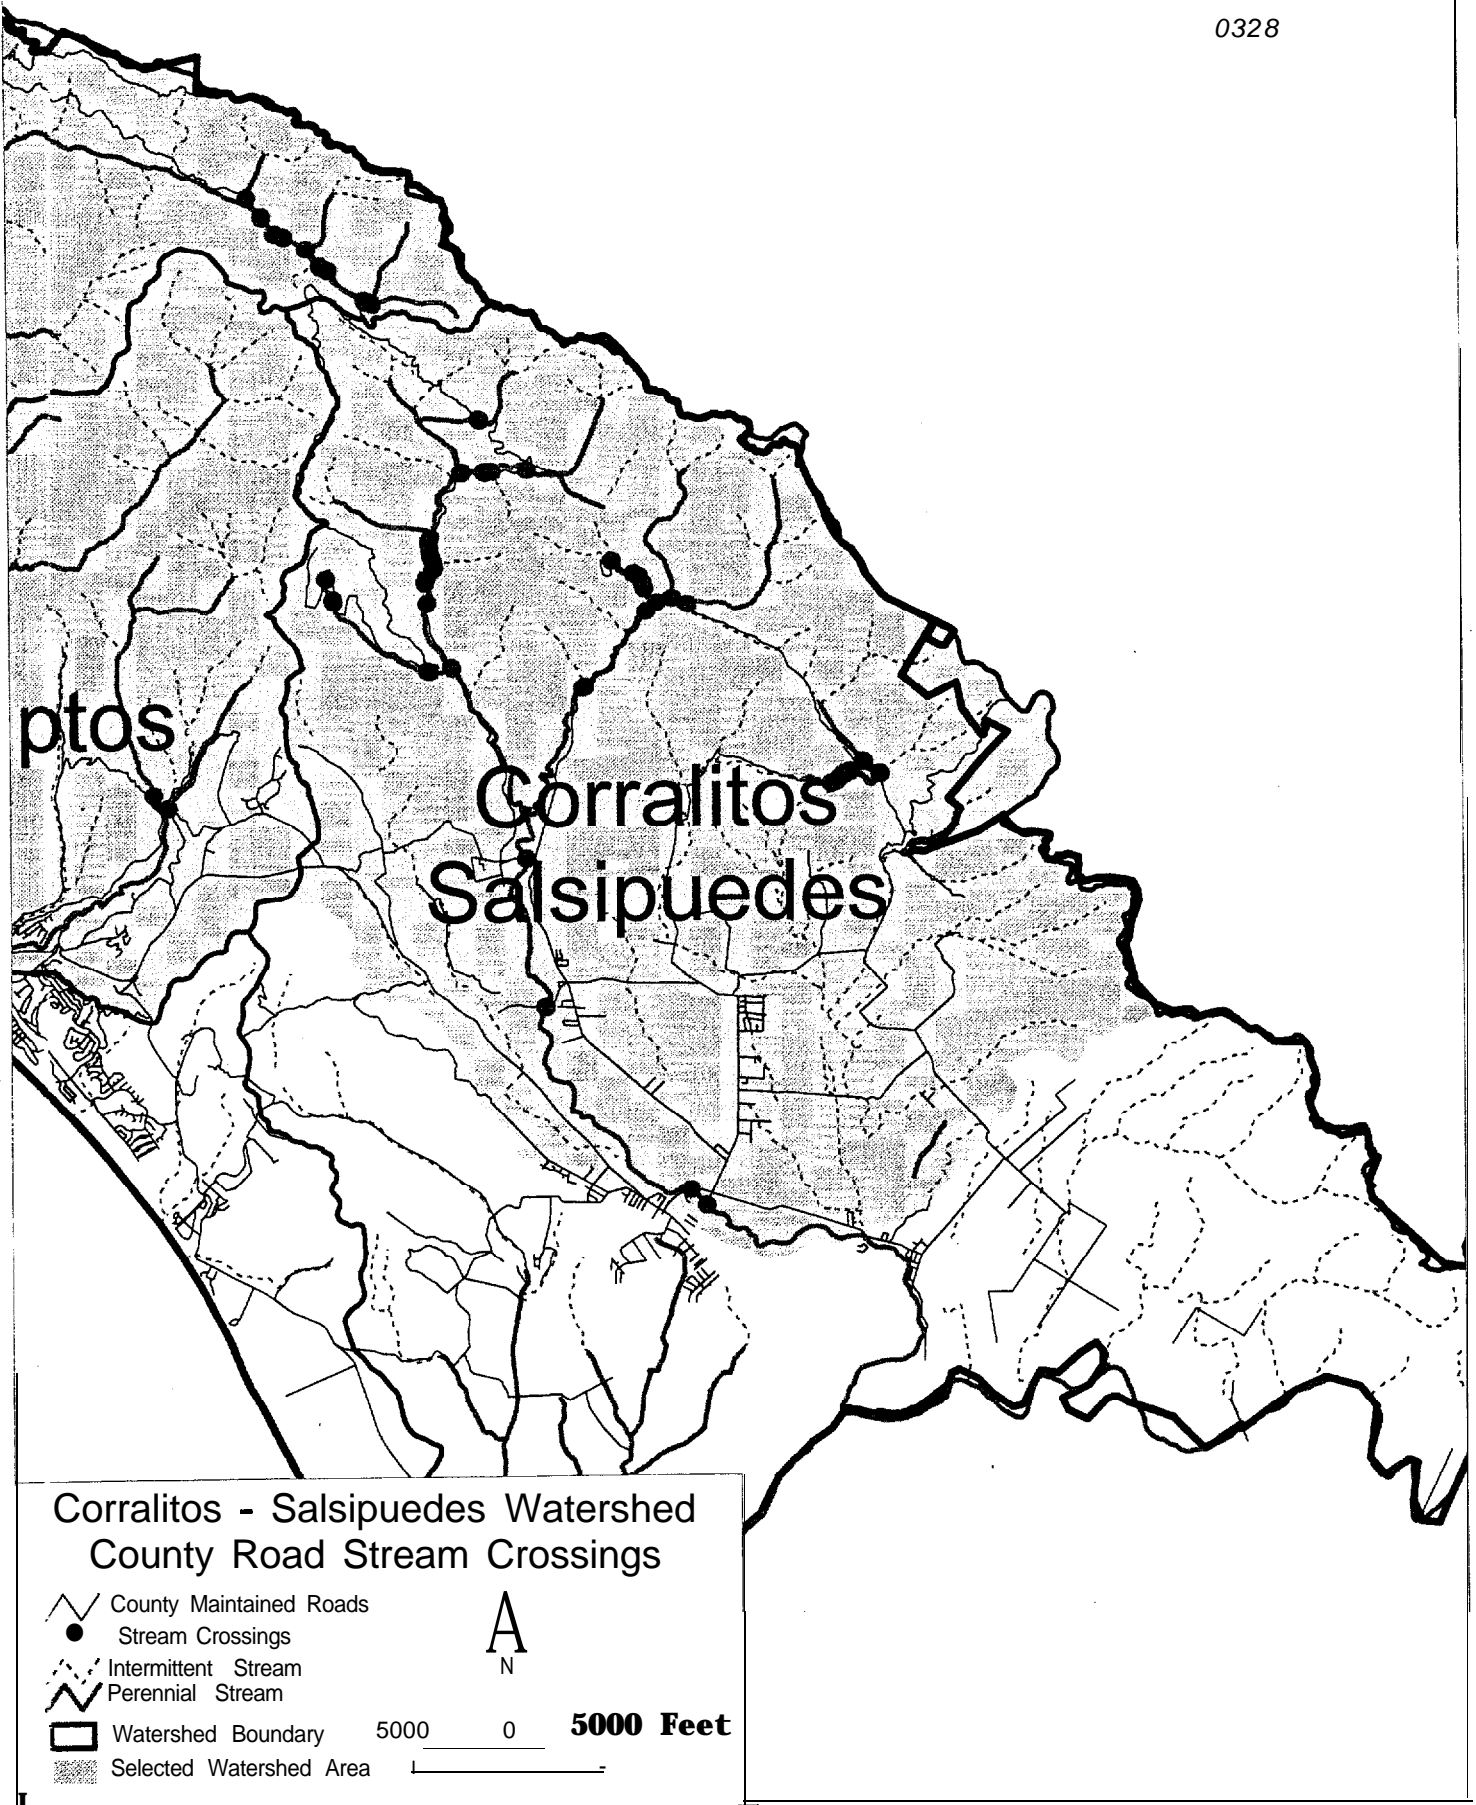 0328
ptos
Corralitos
Salsipuedes
Corralitos - Salsipuedes Watershed
County Road Stream Crossings
County Maintained Roads
Stream Crossings
Intermittent Stream
Perennial Stream
Watershed Boundary
Selected Watershed Area
N
5000 0 5000 Feet